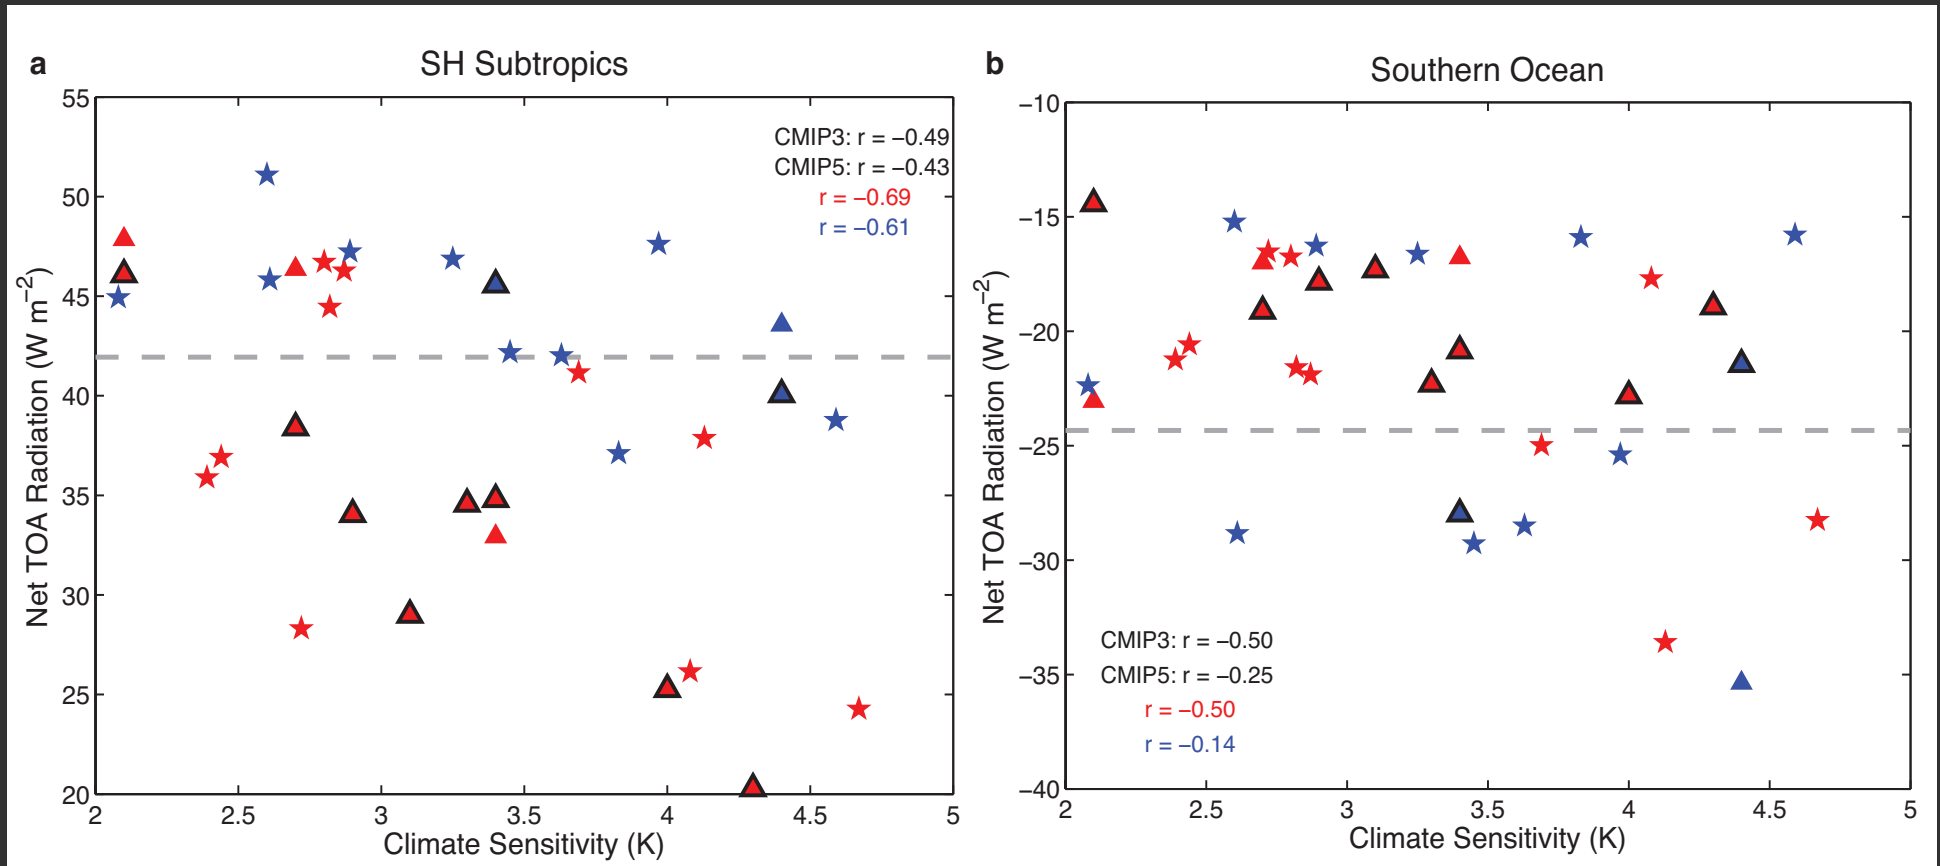 a
SH Subtropics
55
50
45
40
35
30
25
20
2
2.5
3
3.5
4
4.5
5
Net TOA Radiation (W m−2)
Climate Sensitivity (K)
CMIP3: r = −0.49
CMIP5: r = −0.43
r = −0.69
r = −0.61
b
Southern Ocean
−10
−15
−20
−25
−30
−35
−40
2
2.5
3
3.5
4
4.5
5
Net TOA Radiation (W m−2)
Climate Sensitivity (K)
CMIP3: r = −0.50
CMIP5: r = −0.25
r = −0.50
r = −0.14